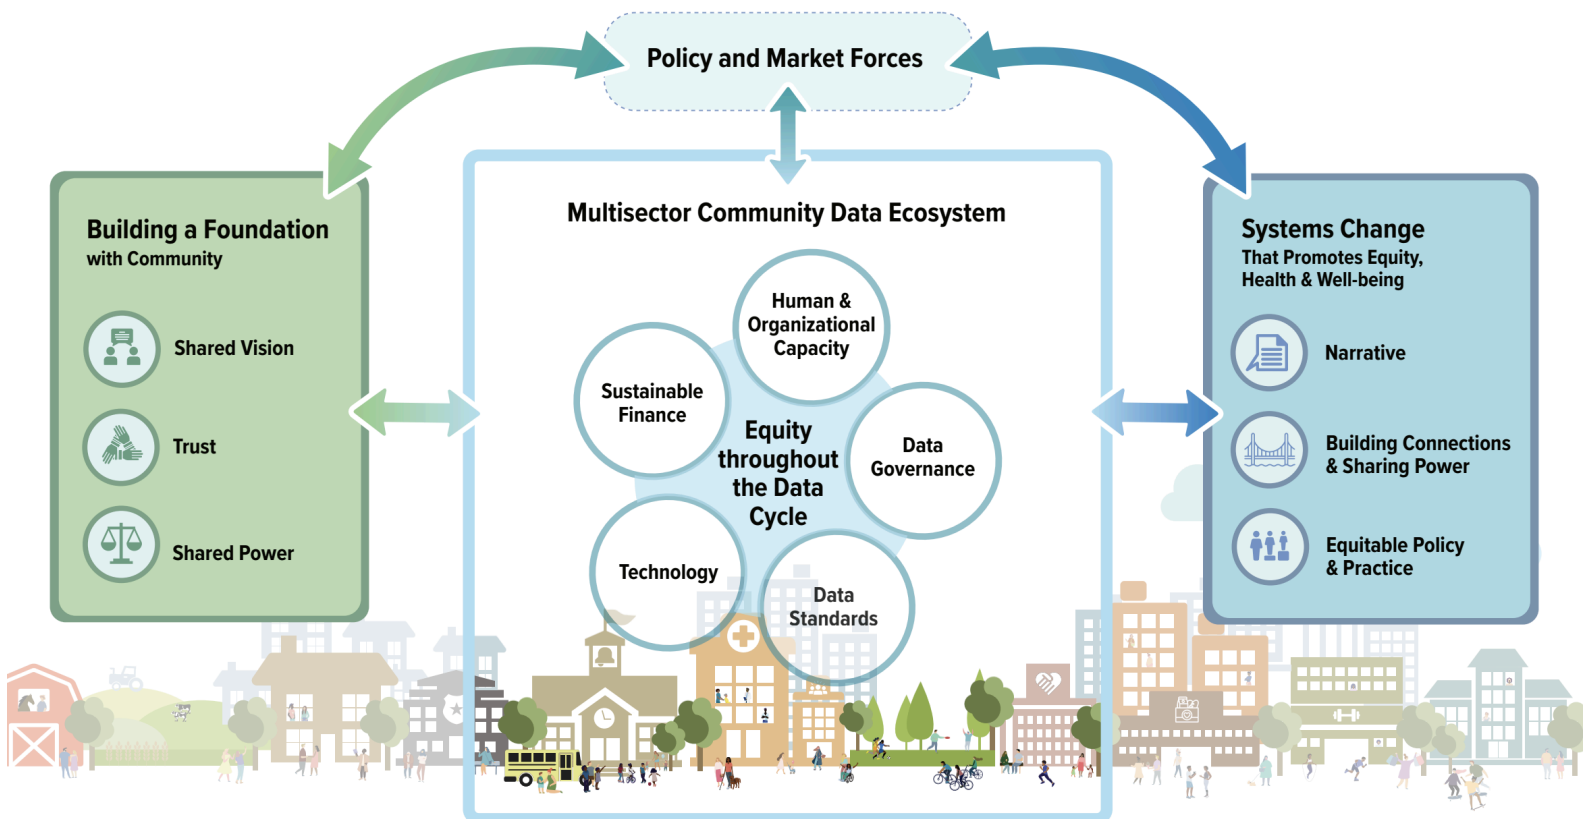 Policy and Market Forces
Building a Foundation
with Community
Shared Vision
Trust
Shared Power
Multisector Community Data Ecosystem
Human &
Organizational
Capacity
Sustainable
Finance
Data
Governance
Technology
Data
Standards
Equity
throughout
the Data
Cycle
Systems Change
That Promotes Equity,
Health & Well-being
Narrative
Building Connections
& Sharing Power
Equitable Policy
& Practice